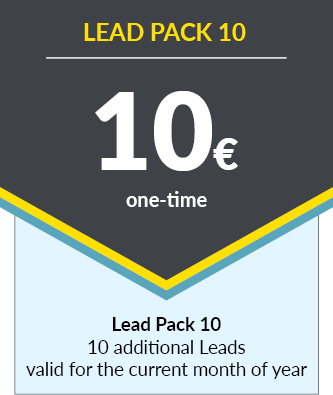 LEAD PACK 10
10€
one-time
Lead Pack 10
10 additional Leads
valid for the current month of year